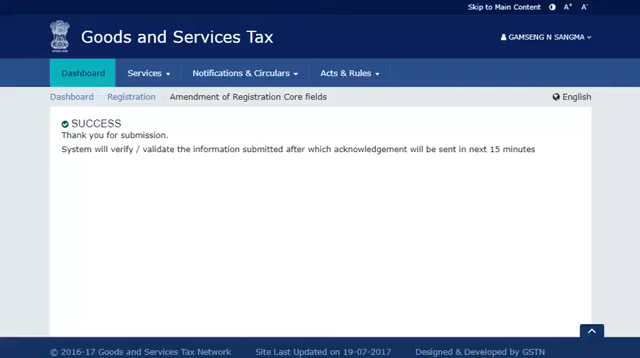 Skip to Main Content A+ A-
Goods and Services Tax
GAMSENG N SANGMA
Dashboard Services Notifications & Circulars Acts & Rules
Dashboard Registration Amendment of Registration Core fields English
SUCCESS
Thank you for submission.
System will verify / validate the information submitted after which acknowledgement will be sent in next 15 minutes
© 2016-17 Goods and Services Tax Network Site Last Updated on 19-07-2017 Designed & Developed by GSTN